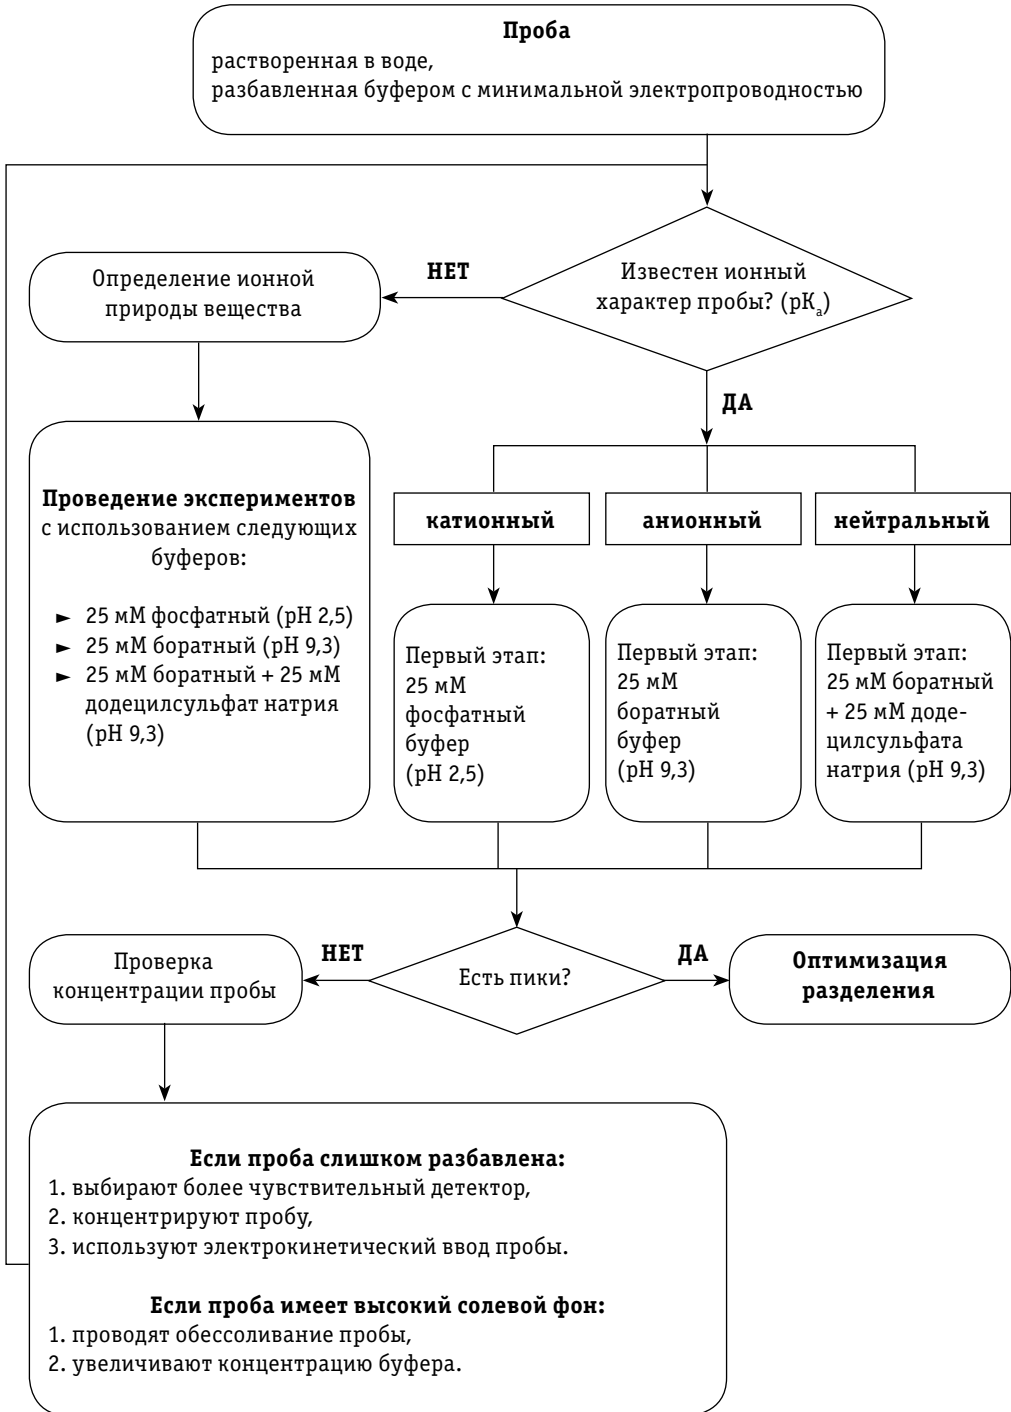 Проба
растворенная в воде,
разбавленная буфером с минимальной электропроводностью
НЕТ
Известен ионный
характер пробы? (pKa)
Определение ионной
природы вещества
ДА
Проведение экспериментов
с использованием следующих
буферов:
► 25 мМ фосфатный (pH 2,5)
► 25 мМ боратный (pH 9,3)
► 25 мМ боратный + 25 мМ
додецилсульфат натрия
(pH 9,3)
катионный
анионный
нейтральный
Первый этап:
25 мМ
фосфатный
буфер
(pH 2,5)
Первый этап:
25 мМ
боратный
буфер
(pH 9,3)
Первый этап:
25 мМ боратный
+ 25 мМ доде-
цилсульфата
натрия (pH 9,3)
Проверка
концентрации пробы
НЕТ
Есть пики?
ДА
Оптимизация
разделения
Если проба слишком разбавлена:
1. выбирают более чувствительный детектор,
2. концентрируют пробу,
3. используют электрокинетический ввод пробы.
Если проба имеет высокий солевой фон:
1. проводят обессоливание пробы,
2. увеличивают концентрацию буфера.